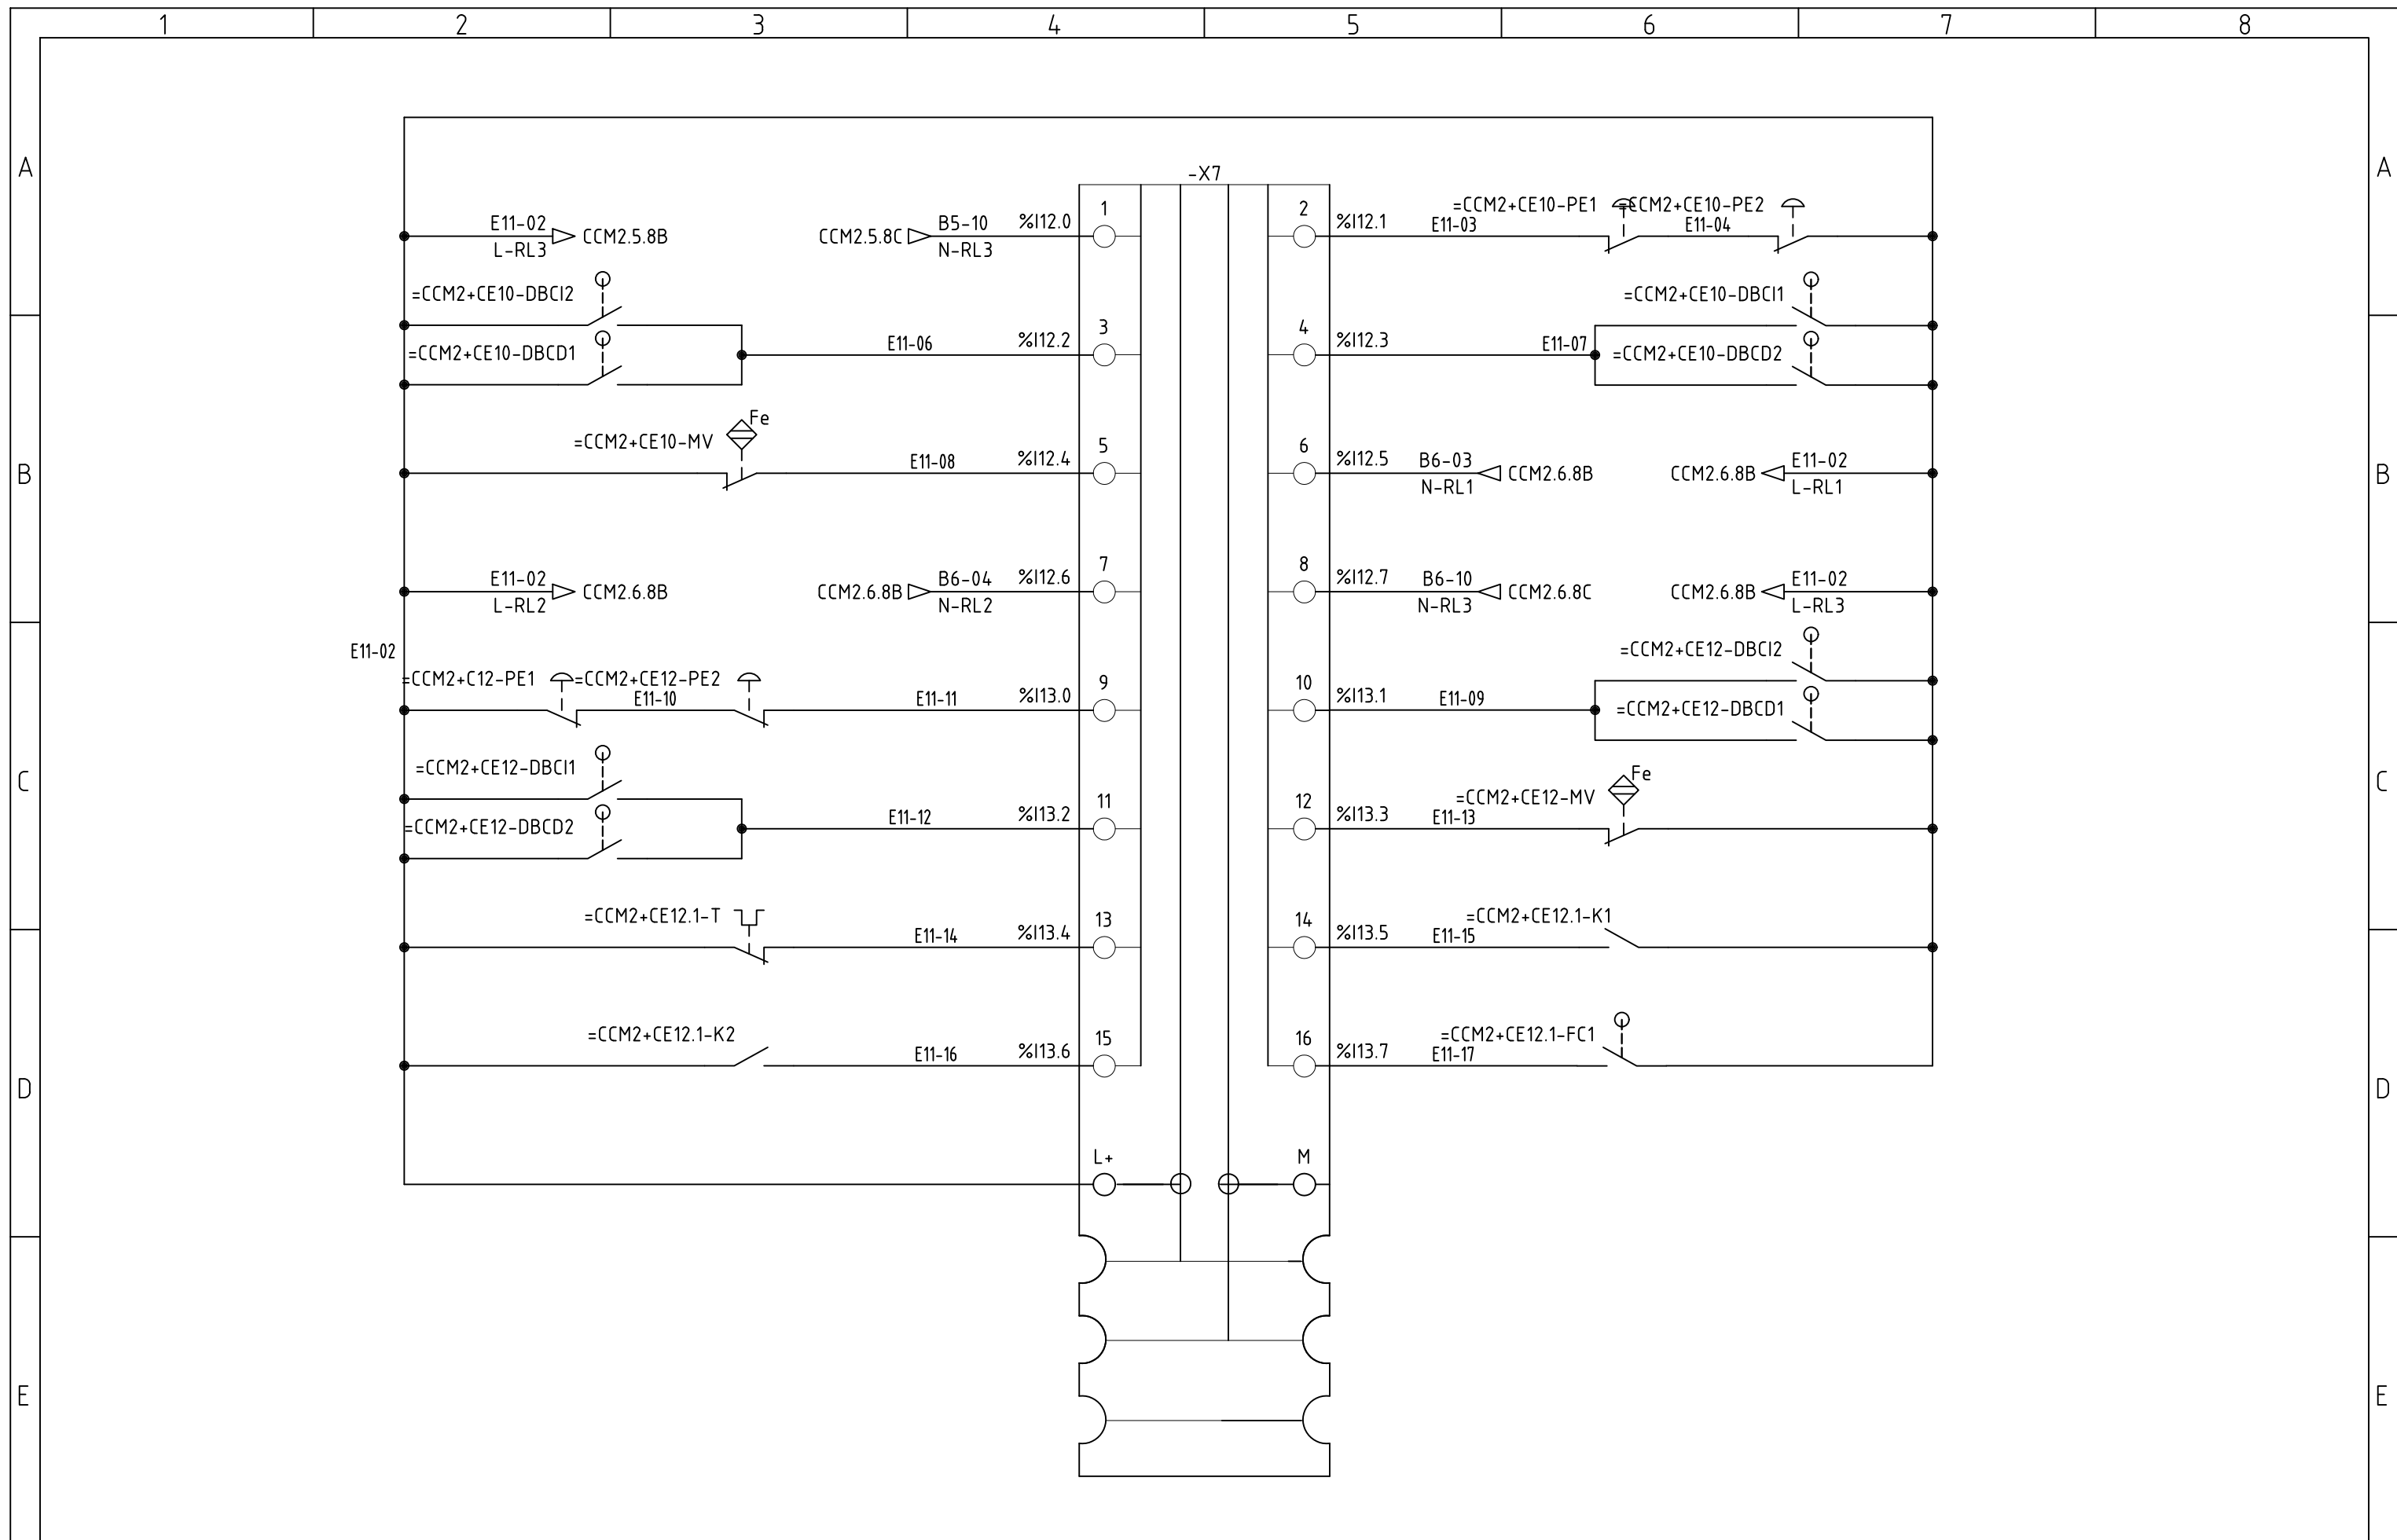 1 2 3 4 5 6 7 8
A A
-X7
=CCM2+CE10-PE1 =CCM2+CE10-PE2
E11-02 B5-10 %I12.0 1 2 %I12.1 E11-03 E11-04
CCM2.5.8B CCM2.5.8C
L-RL3 N-RL3
=CCM2+CE10-DBCI2 =CCM2+CE10-DBCI1
3 4
E11-06 %I12.2 %I12.3 E11-07
=CCM2+CE10-DBCD1 =CCM2+CE10-DBCD2
Fe
=CCM2+CE10-MV
5 6
E11-08 %I12.4 %I12.5 B6-03 E11-02
B CCM2.6.8B CCM2.6.8B B
N-RL1 L-RL1
7 8
E11-02 B6-04 %I12.6 %I12.7 B6-10 E11-02
CCM2.6.8B CCM2.6.8B CCM2.6.8C CCM2.6.8B
L-RL2 N-RL2 N-RL3 L-RL3
E11-02 =CCM2+CE12-DBCI2
=CCM2+C12-PE1 =CCM2+CE12-PE2 9 10
E11-10 E11-11 %I13.0 %I13.1 E11-09
=CCM2+CE12-DBCD1
=CCM2+CE12-DBCI1 Fe
C C
=CCM2+CE12-MV
11 12
E11-12 %I13.2 %I13.3 E11-13
=CCM2+CE12-DBCD2
=CCM2+CE12.1-T 13 14 =CCM2+CE12.1-K1
E11-14 %I13.4 %I13.5 E11-15
=CCM2+CE12.1-K2 15 16 =CCM2+CE12.1-FC1
E11-16 %I13.6 %I13.7 E11-17
D D
L+ M
E E